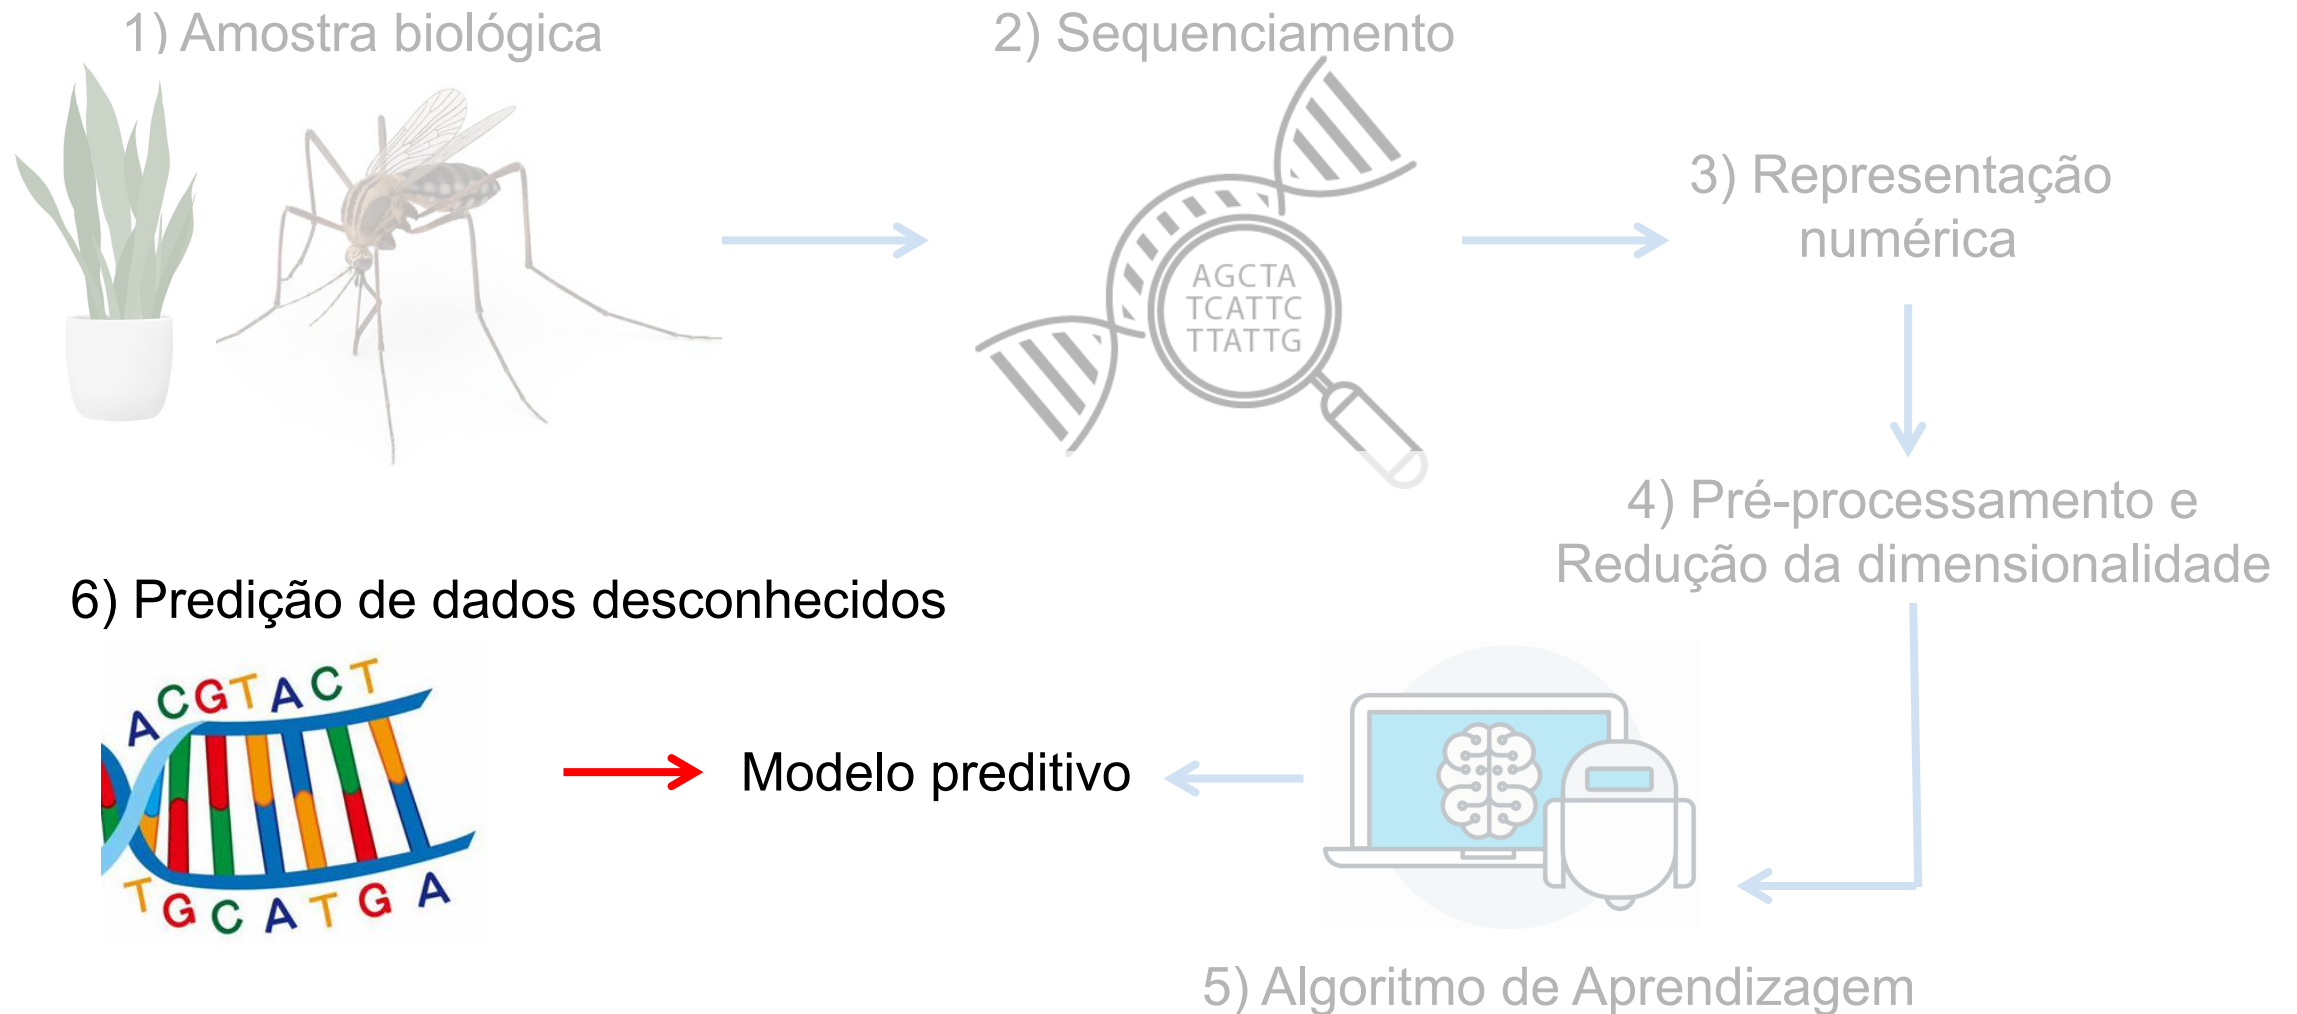 1) Amostra biológica
2) Sequenciamento
AGCTA
TCATTC
TTATTG
3) Representação
numérica
4) Pré-processamento e
Redução da dimensionalidade
6) Predição de dados desconhecidos
ACGTACT
TGCATGA
Modelo preditivo
5) Algoritmo de Aprendizagem